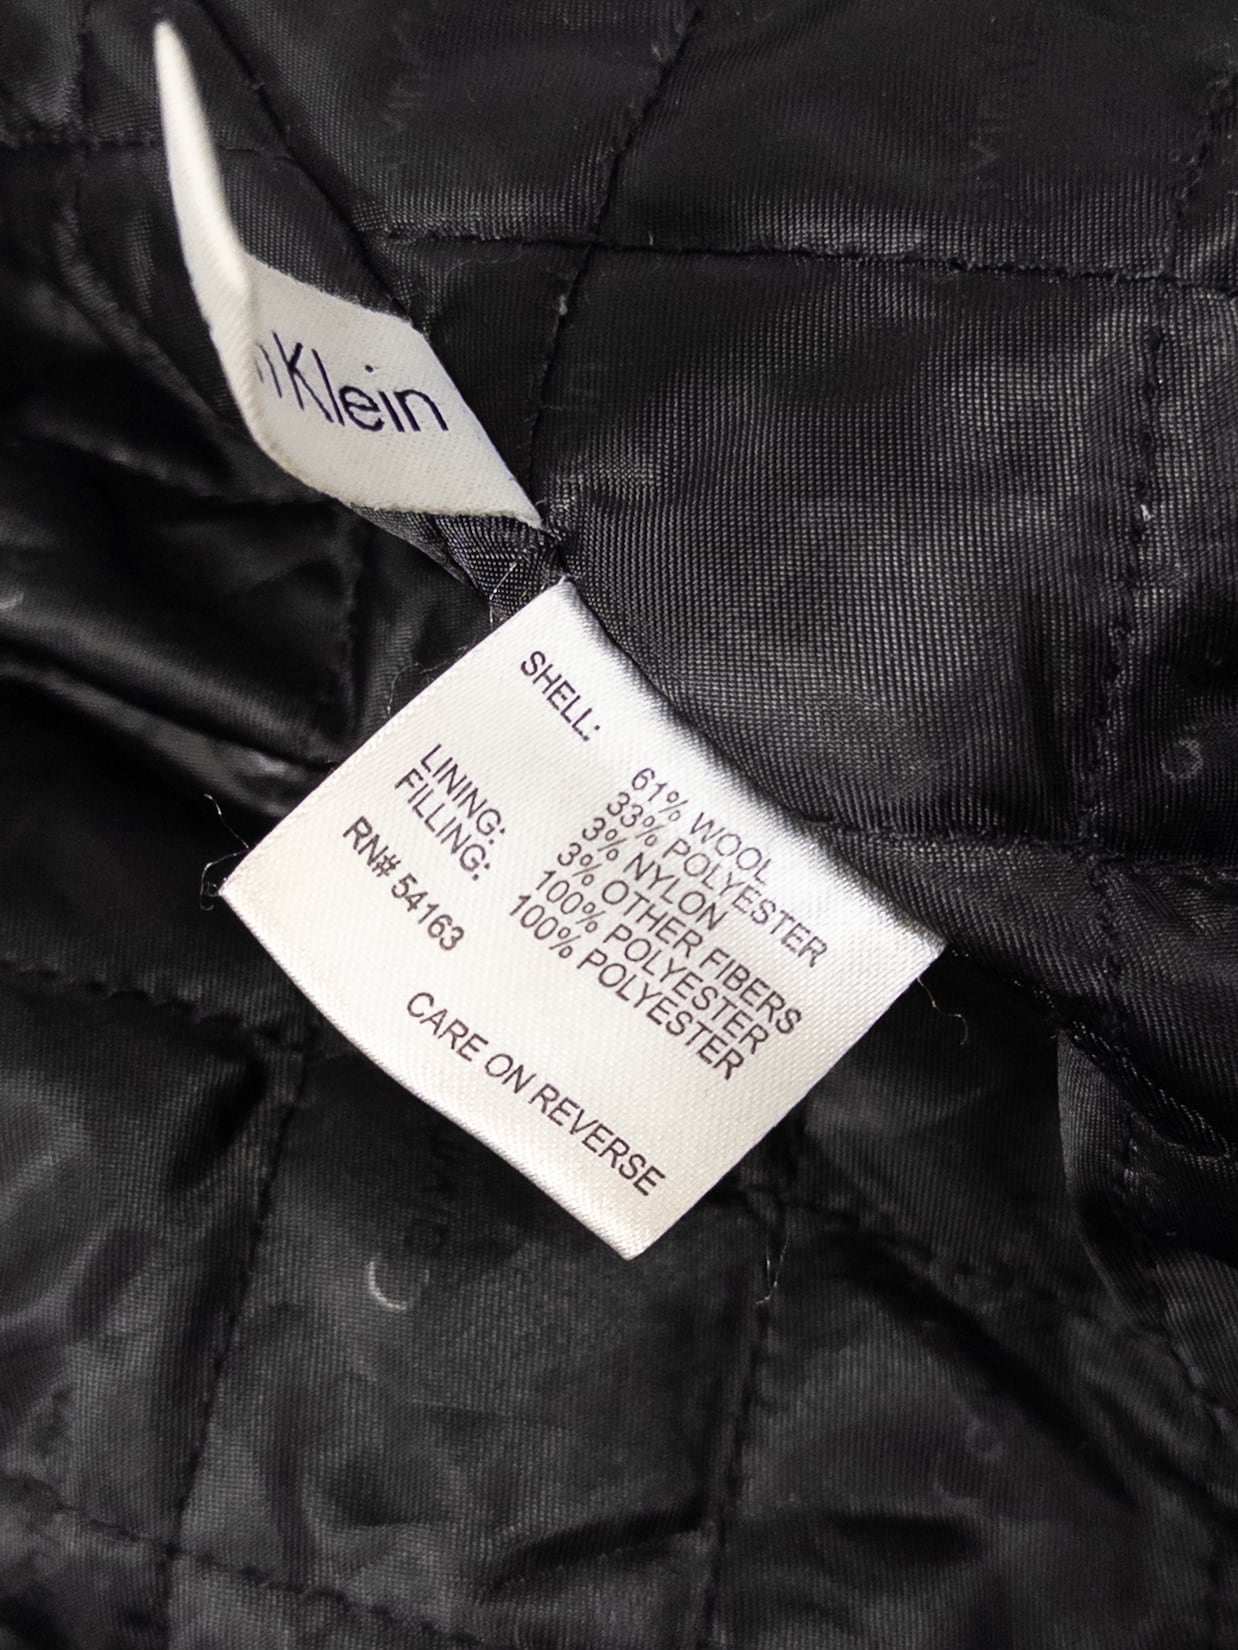 n Klein
SHELL:
61% WOOL
33% POLYESTER
3% NYLON
3% OTHER FIBERS
LINING: 100% POLYESTER
FILLING: 100% POLYESTER
RN# 54163
CARE ON REVERSE